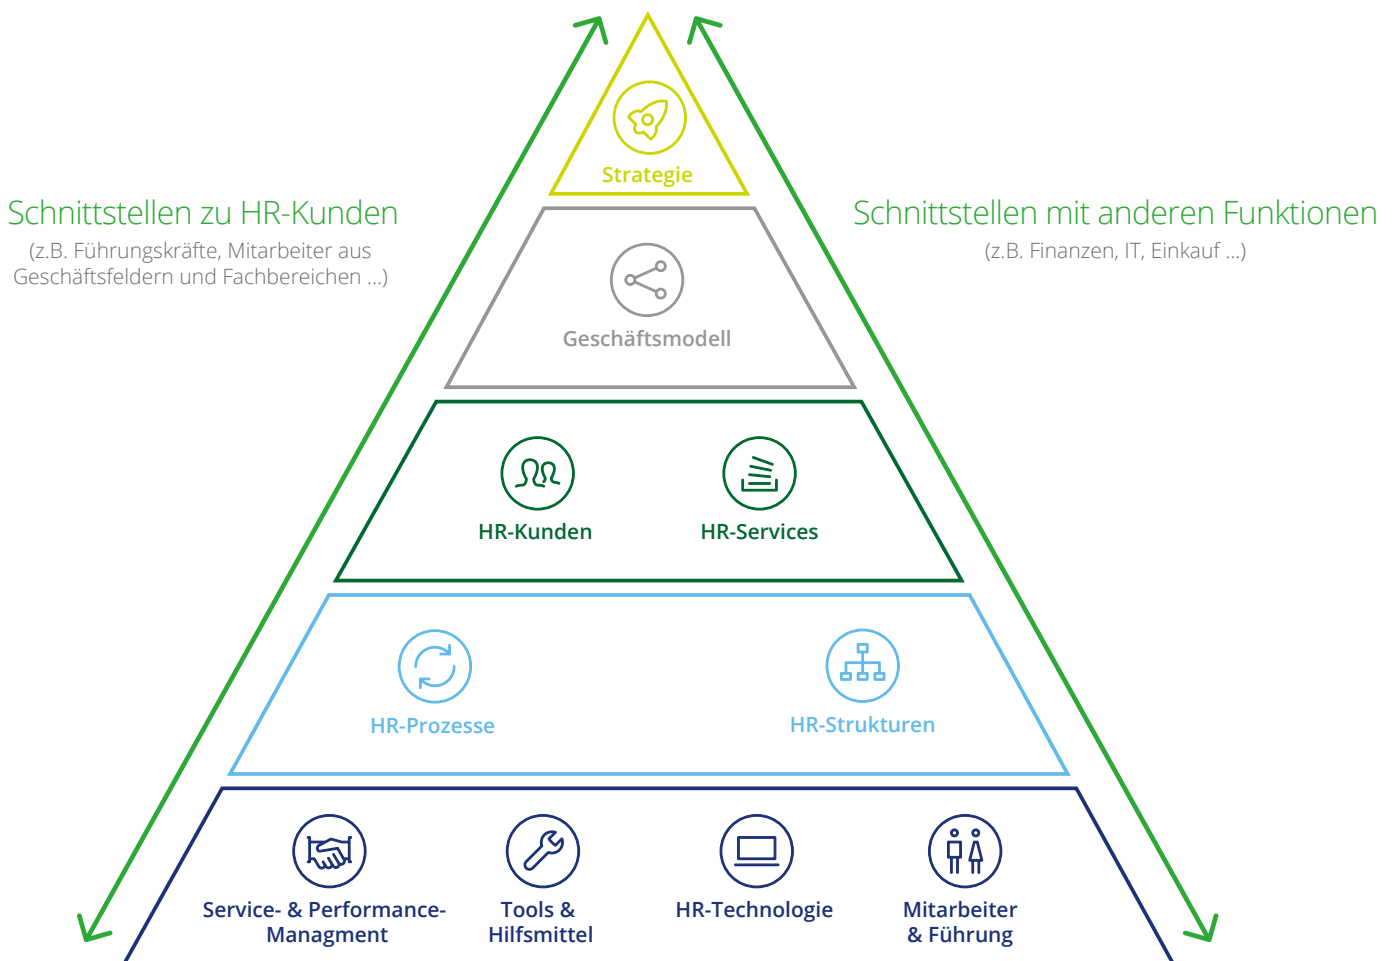 Strategie
Schnittstellen zu HR-Kunden
(z.B. Führungskräfte, Mitarbeiter aus
Geschäftsfeldern und Fachbereichen ...)
Schnittstellen mit anderen Funktionen
(z.B. Finanzen, IT, Einkauf ...)
Geschäftsmodell
HR-Kunden
HR-Services
HR-Prozesse
HR-Strukturen
Service- & Performance-
Managment
Tools &
Hilfsmittel
HR-Technologie
Mitarbeiter
& Führung